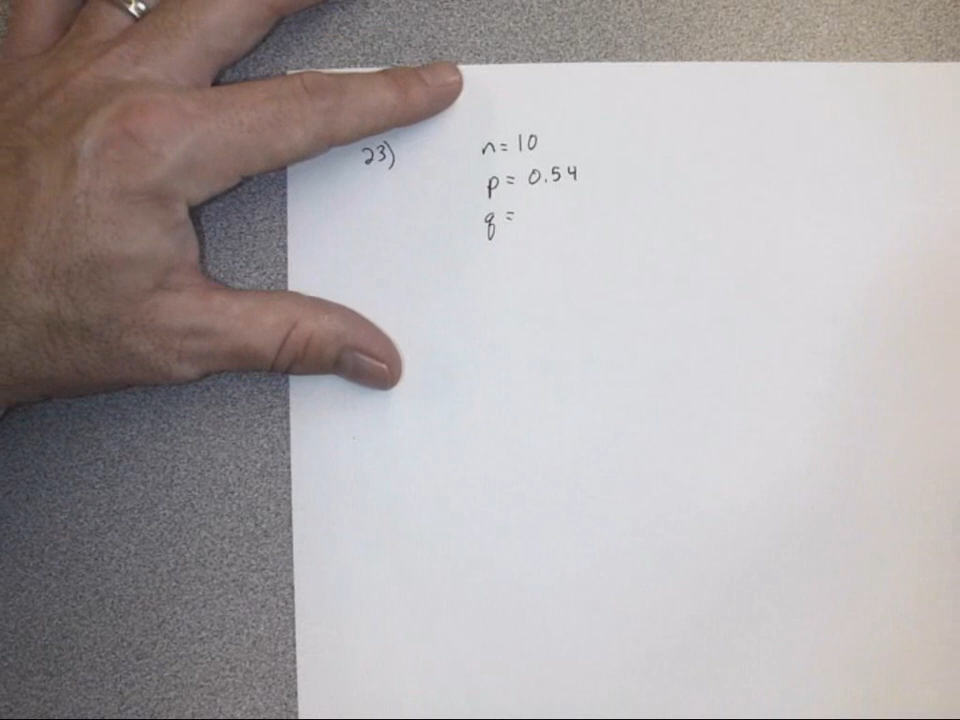 23)
n=10
p= 0.54
q=